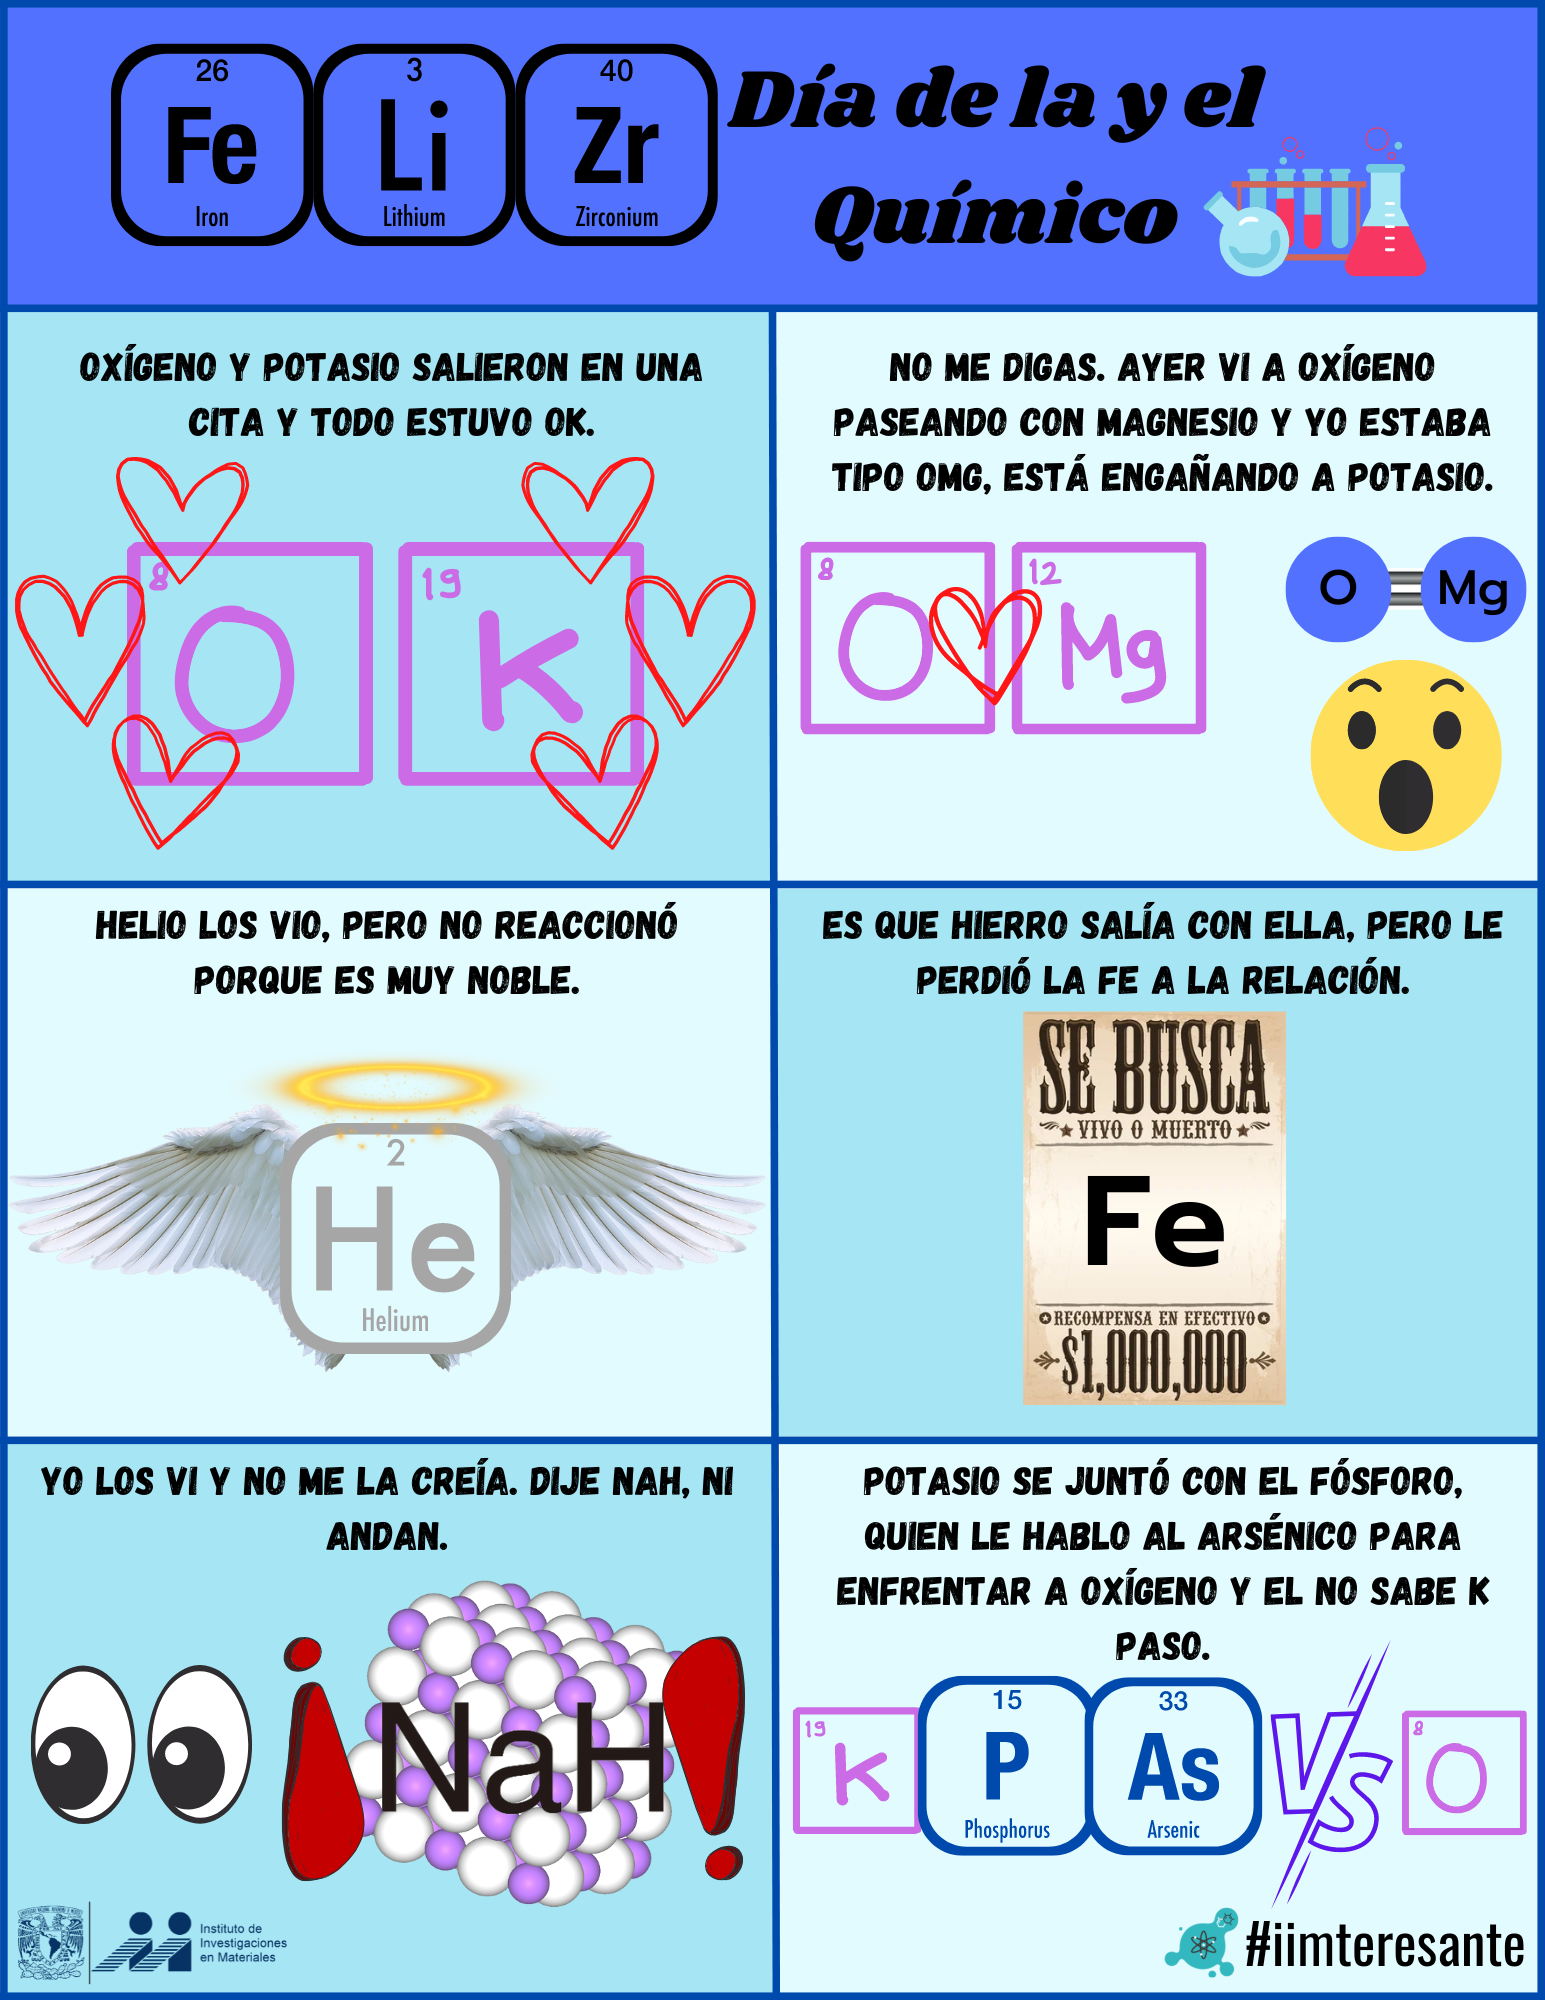 26
Fe
Iron
3
Li
Lithium
40
Zr
Zirconium
Día de la y el
Químico
OXÍGENO Y POTASIO SALIERON EN UNA
CITA Y TODO ESTUVO OK.
8
O
19
K
NO ME DIGAS. AYER VI A OXÍGENO
PASEANDO CON MAGNESIO Y YO ESTABA
TIPO OMG, ESTÁ ENGAÑANDO A POTASIO.
8
O
12
Mg
O
Mg
HELIO LOS VIO, PERO NO REACCIONÓ
PORQUE ES MUY NOBLE.
2
He
Helium
ES QUE HIERRO SALÍA CON ELLA, PERO LE
PERDIÓ LA FE A LA RELACIÓN.
SE BUSCA
VIVO O MUERTO
Fe
RECOMPENSA EN EFECTIVO
$1,000,000
YO LOS VI Y NO ME LA CREÍA. DIJE NAH, NI
ANDAN.
¡NaH!
Instituto de
Investigaciones
en Materiales
POTASIO SE JUNTÓ CON EL FÓSFORO,
QUIEN LE HABLO AL ARSÉNICO PARA
ENFRENTAR A OXÍGENO Y EL NO SABE K
PASO.
19
K
15
P
Phosphorus
33
As
Arsenic
VS
8
O
#iimteresante